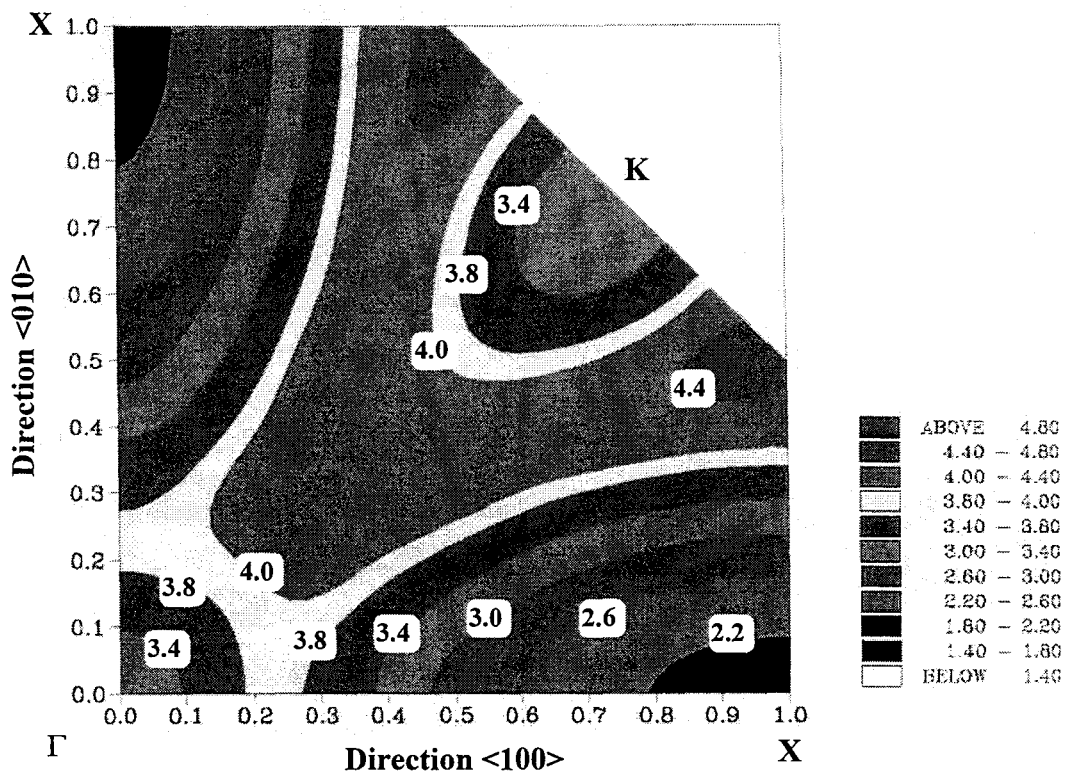 X
1.0
0.9
0.8
0.7
0.6
0.5
0.4
0.3
0.2
0.1
0.0
Direction <010>
K
3.4
3.8
4.0
4.4
4.0
3.8
3.4
3.8
3.4
3.0
2.6
2.2
0.0 0.1 0.2 0.3 0.4 0.5 0.6 0.7 0.8 0.9 1.0
Γ
Direction <100>
X
ABOVE 4.80
4.40 - 4.80
4.00 - 4.40
3.80 - 4.00
3.40 - 3.80
3.00 - 3.40
2.60 - 3.00
2.20 - 2.60
1.80 - 2.20
1.40 - 1.80
BELOW 1.40